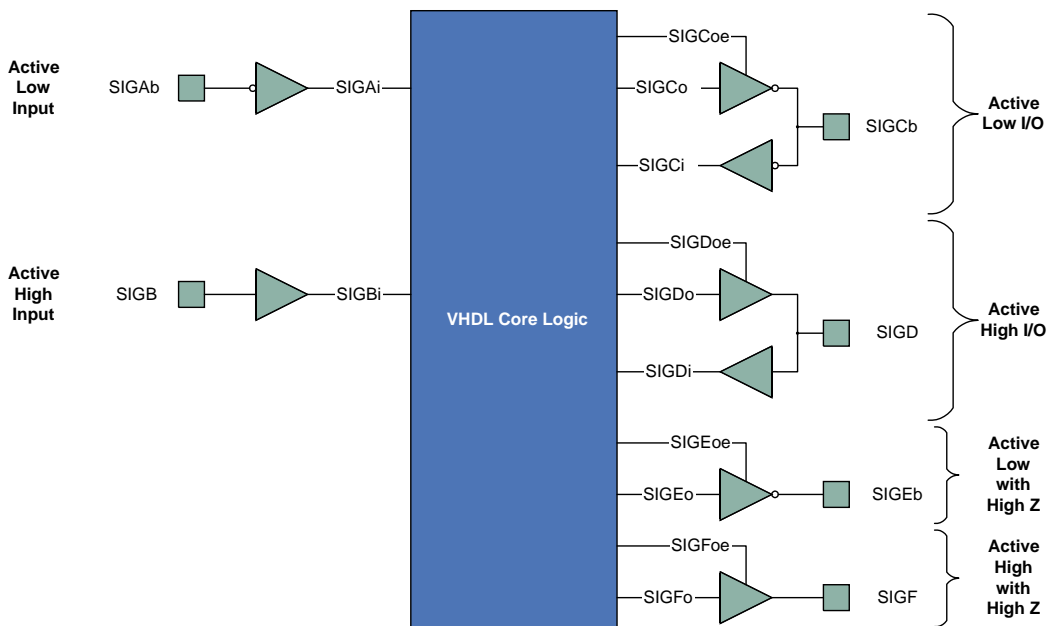 Active
Low
Input
SIGAb
SIGAi
Active
High
Input
SIGB
SIGBi
VHDL Core Logic
SIGCoe
SIGCo
SIGCi
SIGCb
Active
Low I/O
SIGDoe
SIGDo
SIGDi
SIGD
Active
High I/O
SIGEoe
SIGEo
SIGEb
Active
Low
with
High Z
SIGFoe
SIGFo
SIGF
Active
High
with
High Z